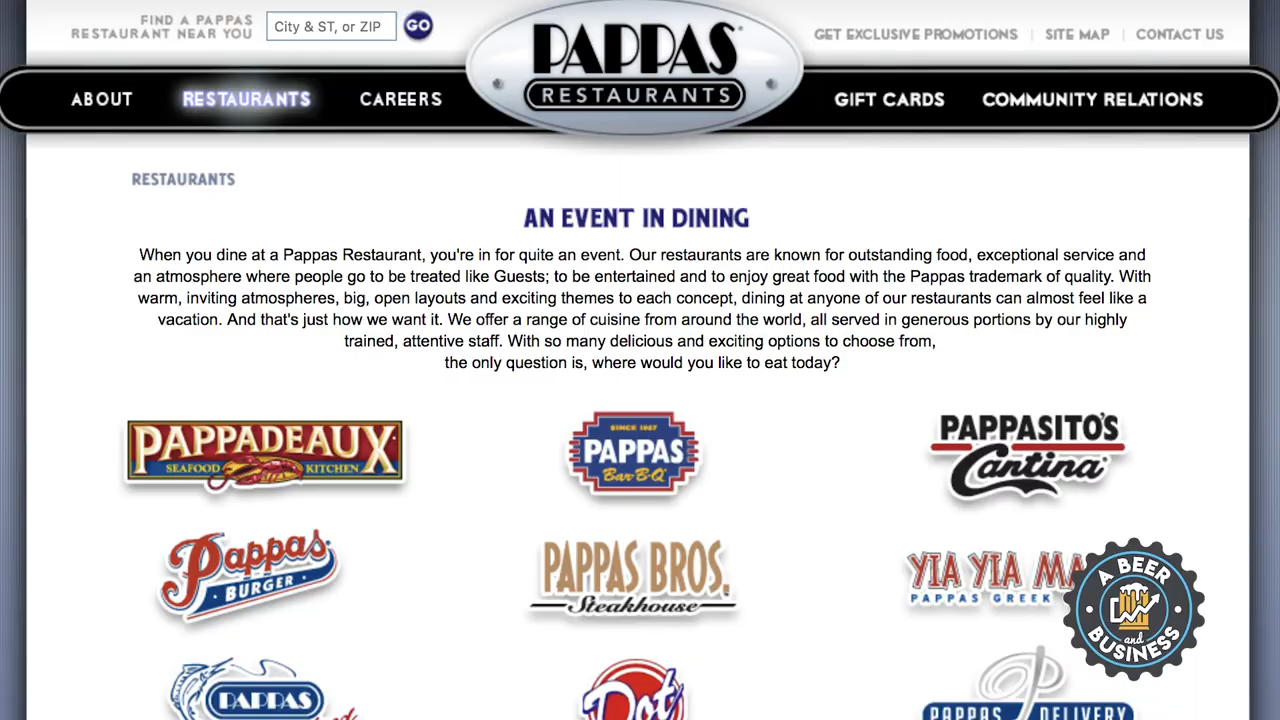 FIND A PAPPAS
RESTAURANT NEAR YOU
City & ST, or ZIP
GO
PAPPAS
RESTAURANTS
GET EXCLUSIVE PROMOTIONS
SITE MAP
CONTACT US
ABOUT
RESTAURANTS
CAREERS
GIFT CARDS
COMMUNITY RELATIONS
RESTAURANTS
AN EVENT IN DINING
When you dine at a Pappas Restaurant, you're in for quite an event. Our restaurants are known for outstanding food, exceptional service and
an atmosphere where people go to be treated like Guests; to be entertained and to enjoy great food with the Pappas trademark of quality. With
warm, inviting atmospheres, big, open layouts and exciting themes to each concept, dining at anyone of our restaurants can almost feel like a
vacation. And that's just how we want it. We offer a range of cuisine from around the world, all served in generous portions by our highly
trained, attentive staff. With so many delicious and exciting options to choose from,
the only question is, where would you like to eat today?
PAPPADEAUX
SEAFOOD KITCHEN
SINCE 1967
PAPPAS
Bar-B-Q
PAPPASITO'S
Cantina
Pappas
BURGER
PAPPAS BROS.
Steakhouse
YIA YIA MA
PAPPAS GREEK
A BEER
and
BUSINESS
PAPPAS
Dot
PAPPAS DELIVERY